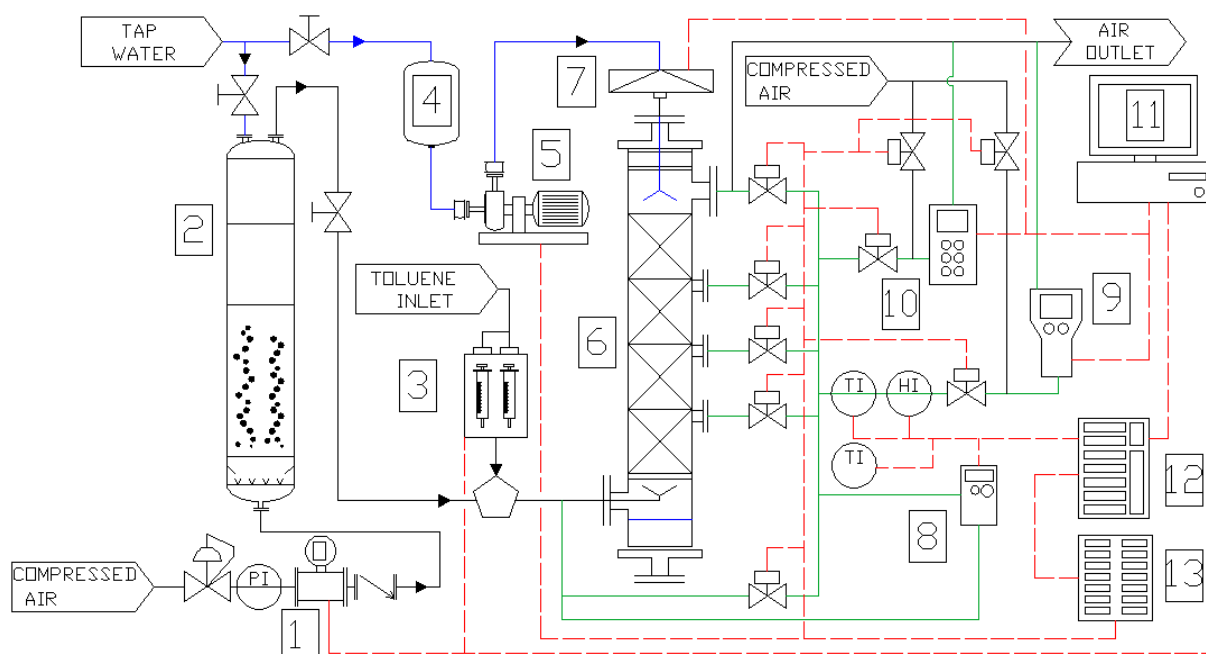 TAP
WATER
AIR
OUTLET
COMPRESSED
AIR
7
4
11
5
2
TOLUENE
INLET
10
9
3
6
TI
HI
TI
12
8
COMPRESSED
AIR
PI
13
1